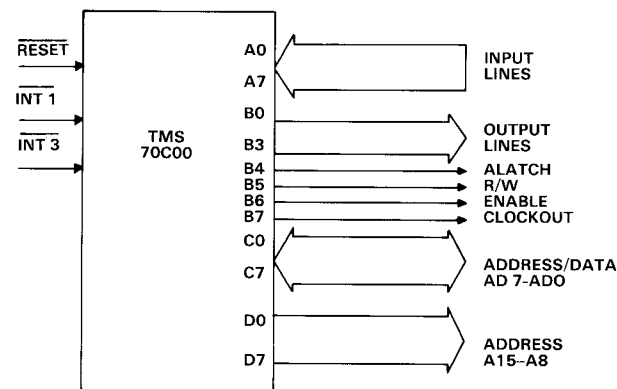 RESET
INT 1
INT 3
TMS
70C00
A0
A7
B0
B3
B4
B5
B6
B7
C0
C7
D0
D7
INPUT
LINES
OUTPUT
LINES
ALATCH
R/W
ENABLE
CLOCKOUT
ADDRESS/DATA
AD 7-ADO
ADDRESS
A15-A8